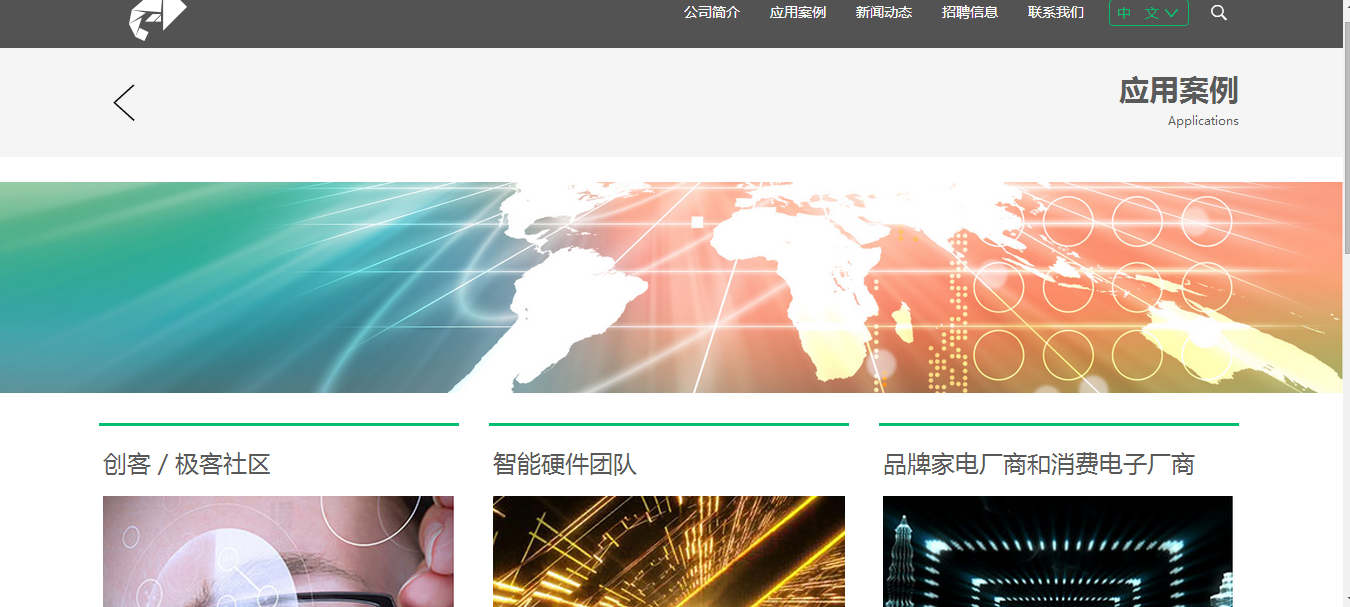 公司简介 应用案例 新闻动态 招聘信息 联系我们 中 文
应用案例
Applications
创客 / 极客社区
智能硬件团队
品牌家电厂商和消费电子厂商